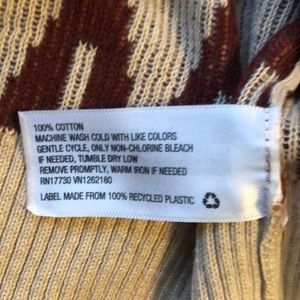 100% COTTON
MACHINE WASH COLD WITH LIKE COLORS
GENTLE CYCLE, ONLY NON-CHLORINE BLEACH
IF NEEDED, TUMBLE DRY LOW
REMOVE PROMPTLY, WARM IRON IF NEEDED
RN17730 VN1262180
LABEL MADE FROM 100% RECYCLED PLASTIC